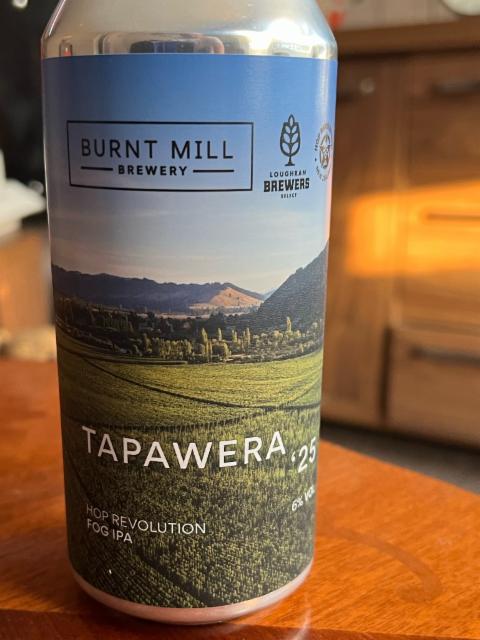 BURNT MILL
BREWERY
LOUGHRAN
BREWERS
SELECT
TAPAWERA '25
6% VOL
HOP REVOLUTION
FOG IPA